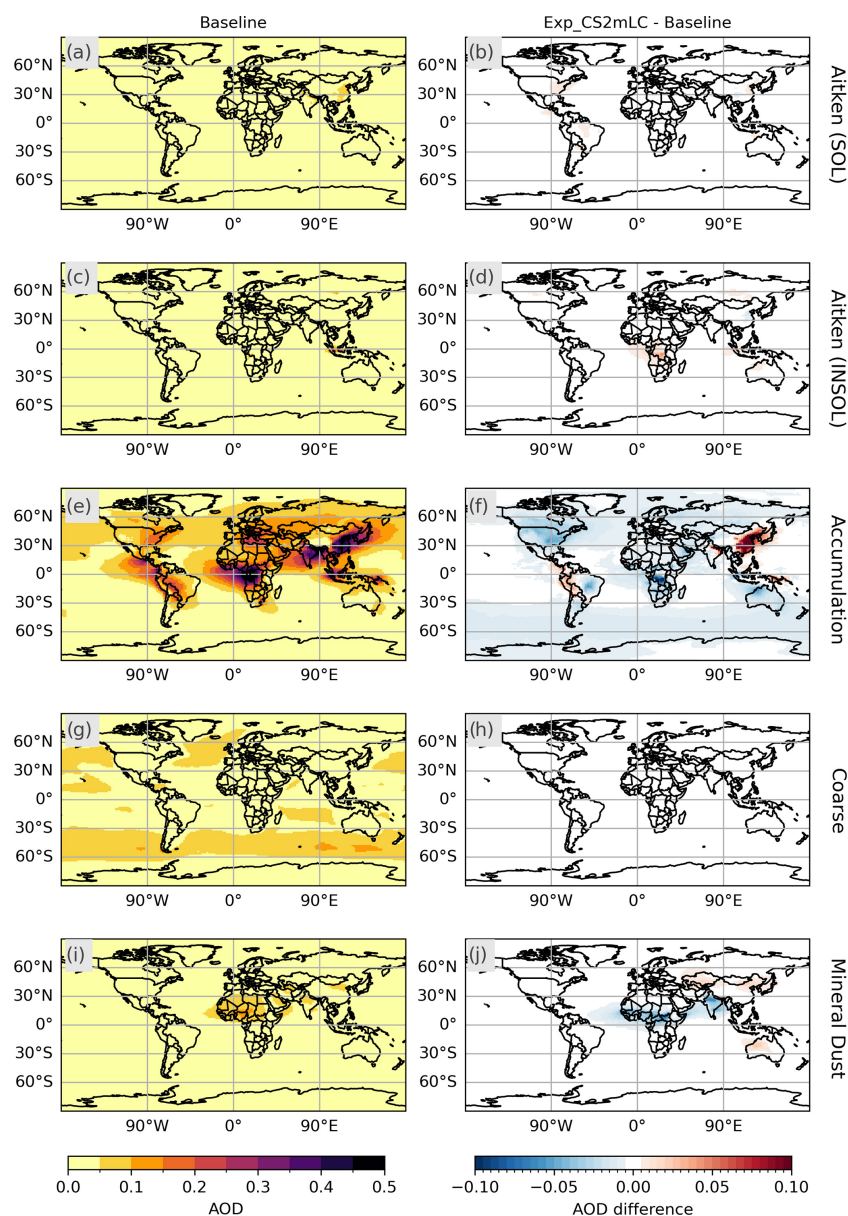 Baseline
Exp_CS2mLC - Baseline
(a)
60°N
30°N
0°
30°S
60°S
90°W 0° 90°E
(b)
60°N
30°N
0°
30°S
60°S
90°W 0° 90°E
Aitken (SOL)
(c)
60°N
30°N
0°
30°S
60°S
90°W 0° 90°E
(d)
60°N
30°N
0°
30°S
60°S
90°W 0° 90°E
Aitken (INSOL)
(e)
60°N
30°N
0°
30°S
60°S
90°W 0° 90°E
(f)
60°N
30°N
0°
30°S
60°S
90°W 0° 90°E
Accumulation
(g)
60°N
30°N
0°
30°S
60°S
90°W 0° 90°E
(h)
60°N
30°N
0°
30°S
60°S
90°W 0° 90°E
Coarse
(i)
60°N
30°N
0°
30°S
60°S
90°W 0° 90°E
(j)
60°N
30°N
0°
30°S
60°S
90°W 0° 90°E
Mineral Dust
0.0 0.1 0.2 0.3 0.4 0.5
AOD
−0.10 −0.05 0.00 0.05 0.10
AOD difference